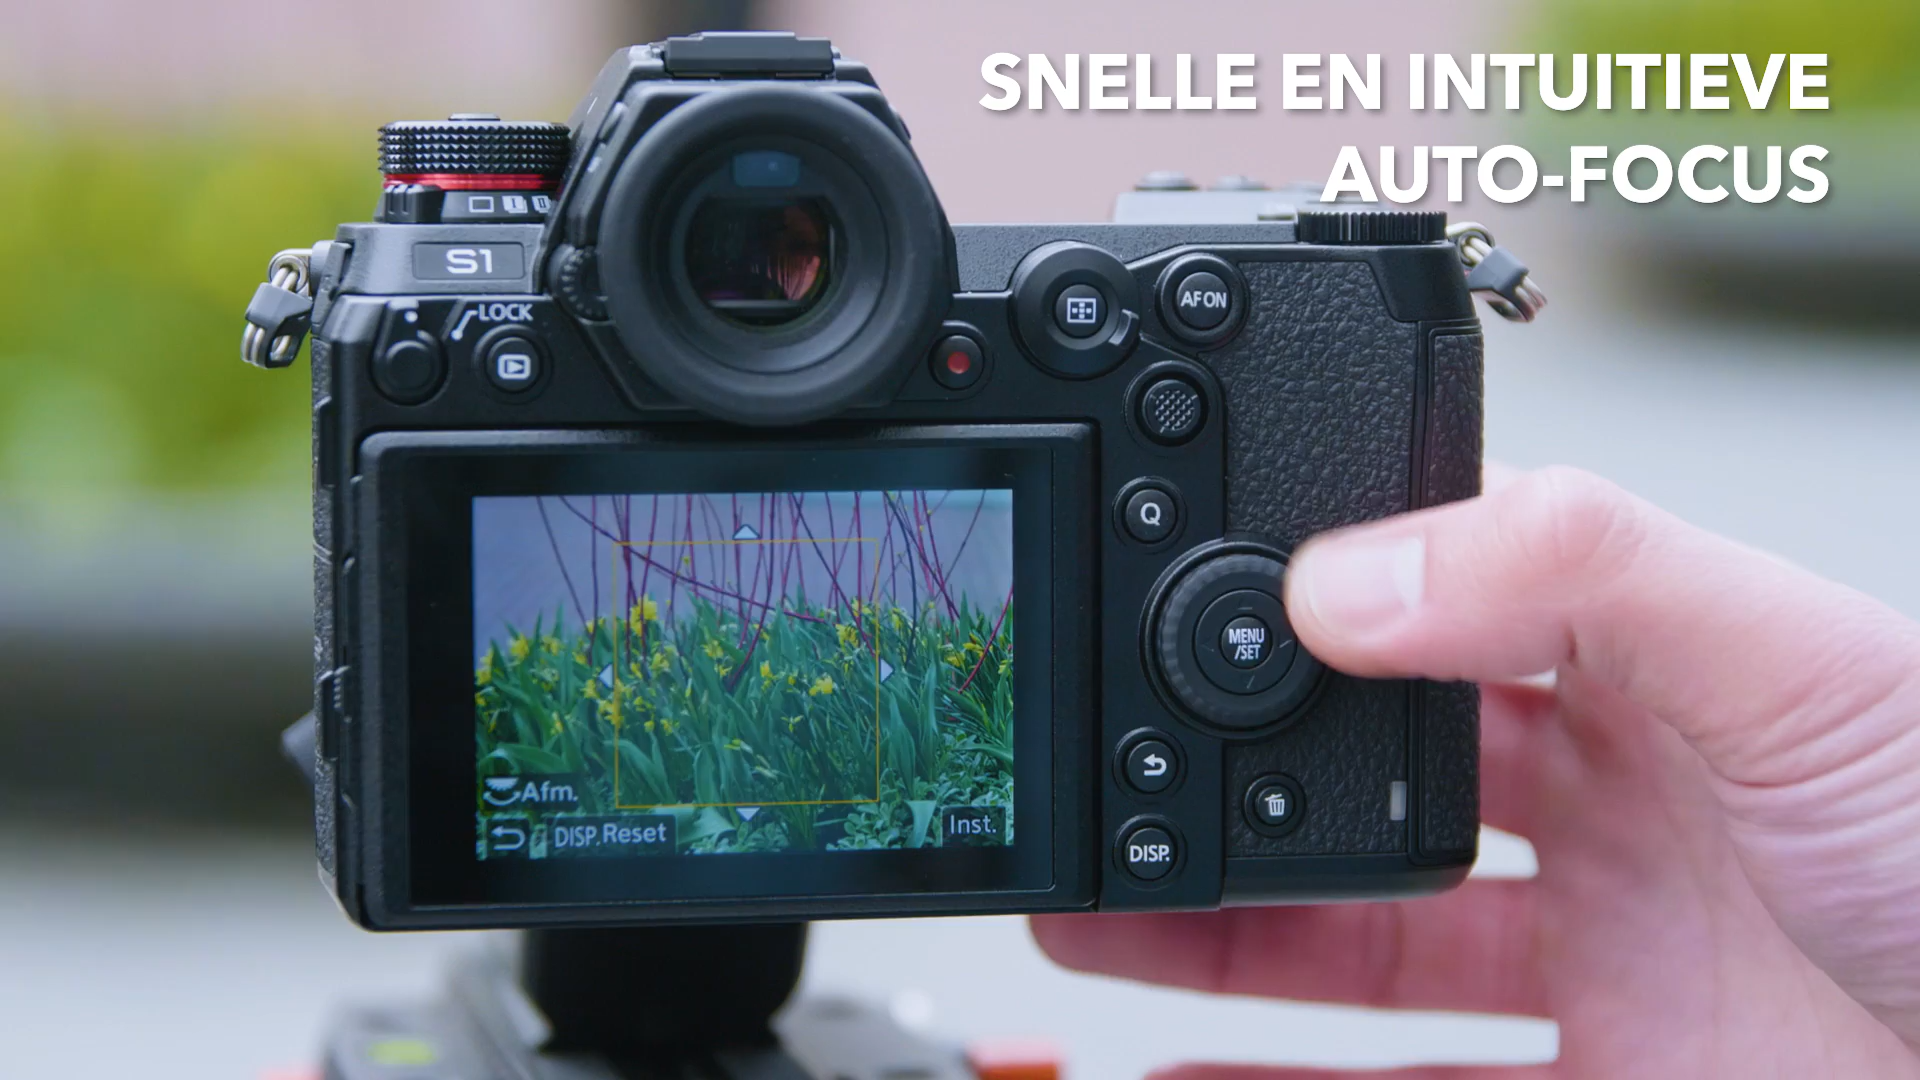 SNELLE EN INTUITIEVE
AUTO-FOCUS
S1
LOCK
AF ON
Q
MENU
/SET
Afm.
DISP. Reset
Inst.
DISP.